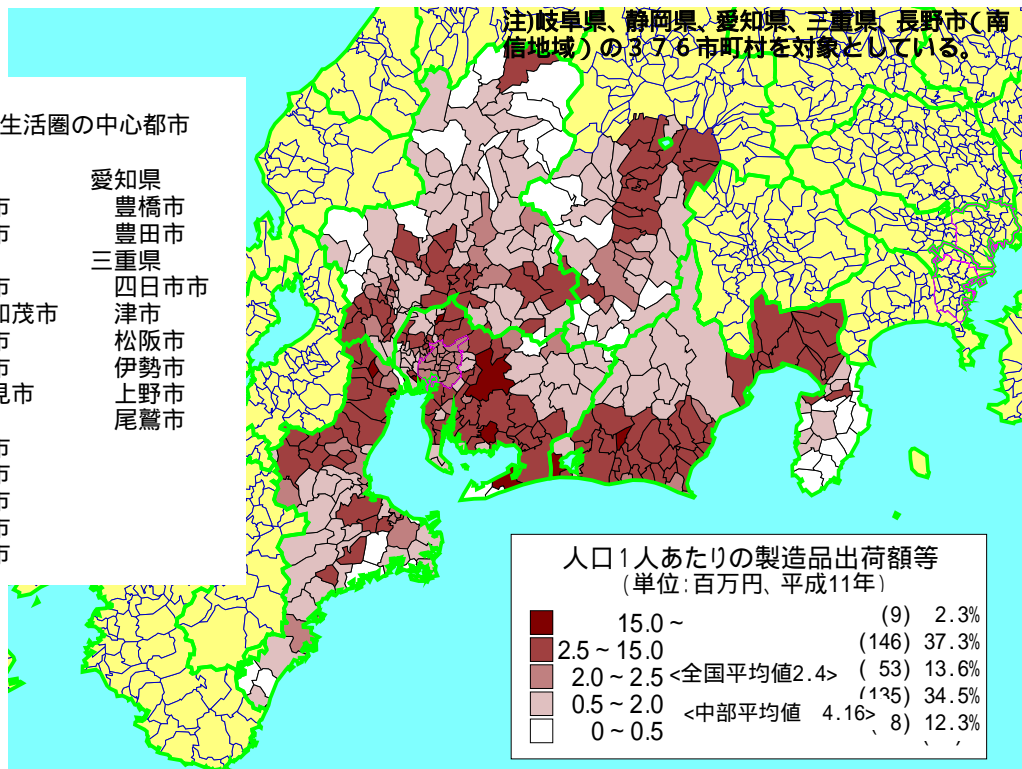 注)岐阜県、静岡県、愛知県、三重県、長野市(南
信地域)の376市町村を対象としている。
生活圏の中心都市
愛知県
市 豊橋市
市 豊田市
三重県
市 四日市市
加茂市 津市
市 松阪市
市 伊勢市
見市 上野市
尾鷲市
市
市
市
市
市
人口1人あたりの製造品出荷額等
(単位:百万円、平成11年)
15.0~ (9) 2.3%
2.5~15.0 (146) 37.3%
2.0~2.5 <全国平均値2.4> (53) 13.6%
0.5~2.0 <中部平均値 4.16> (135) 34.5%
0~0.5 8) 12.3%